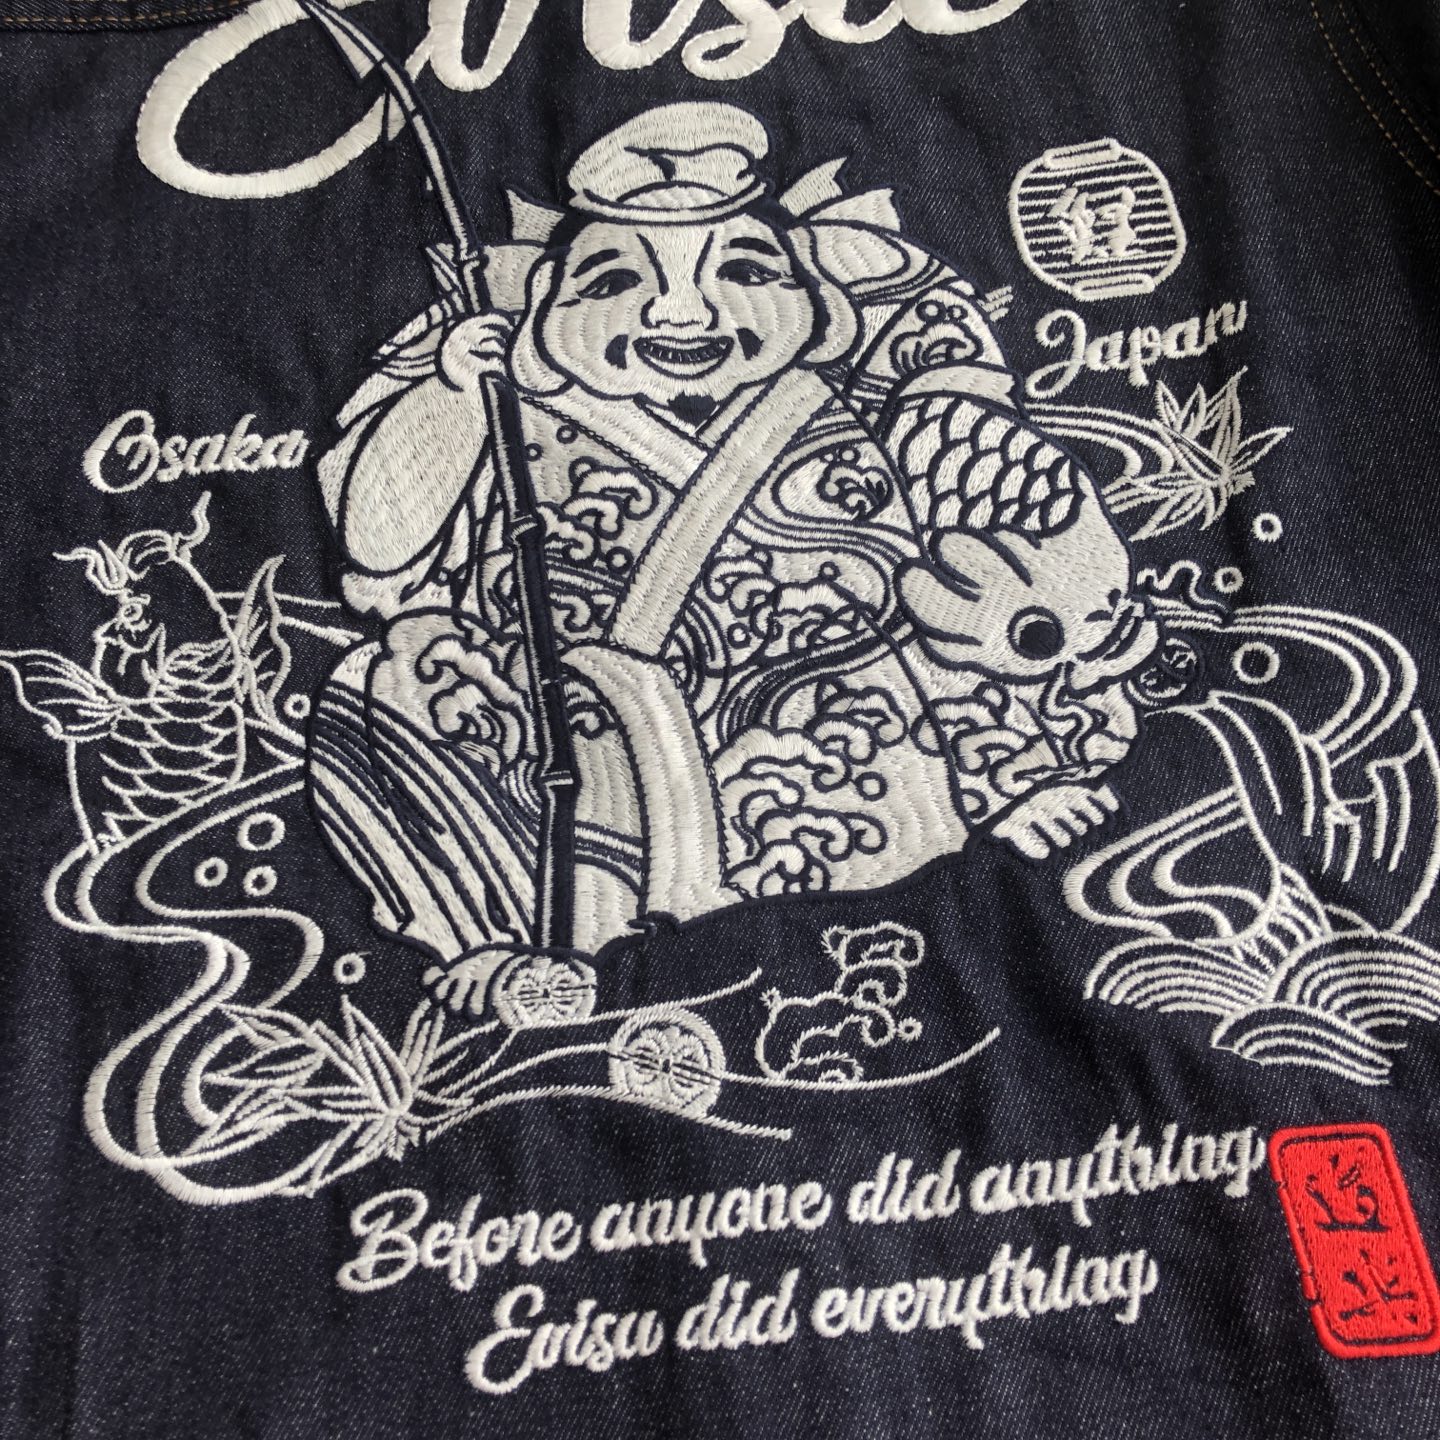 Japan
Osaka
Before anyone did anything
Evisu did everything